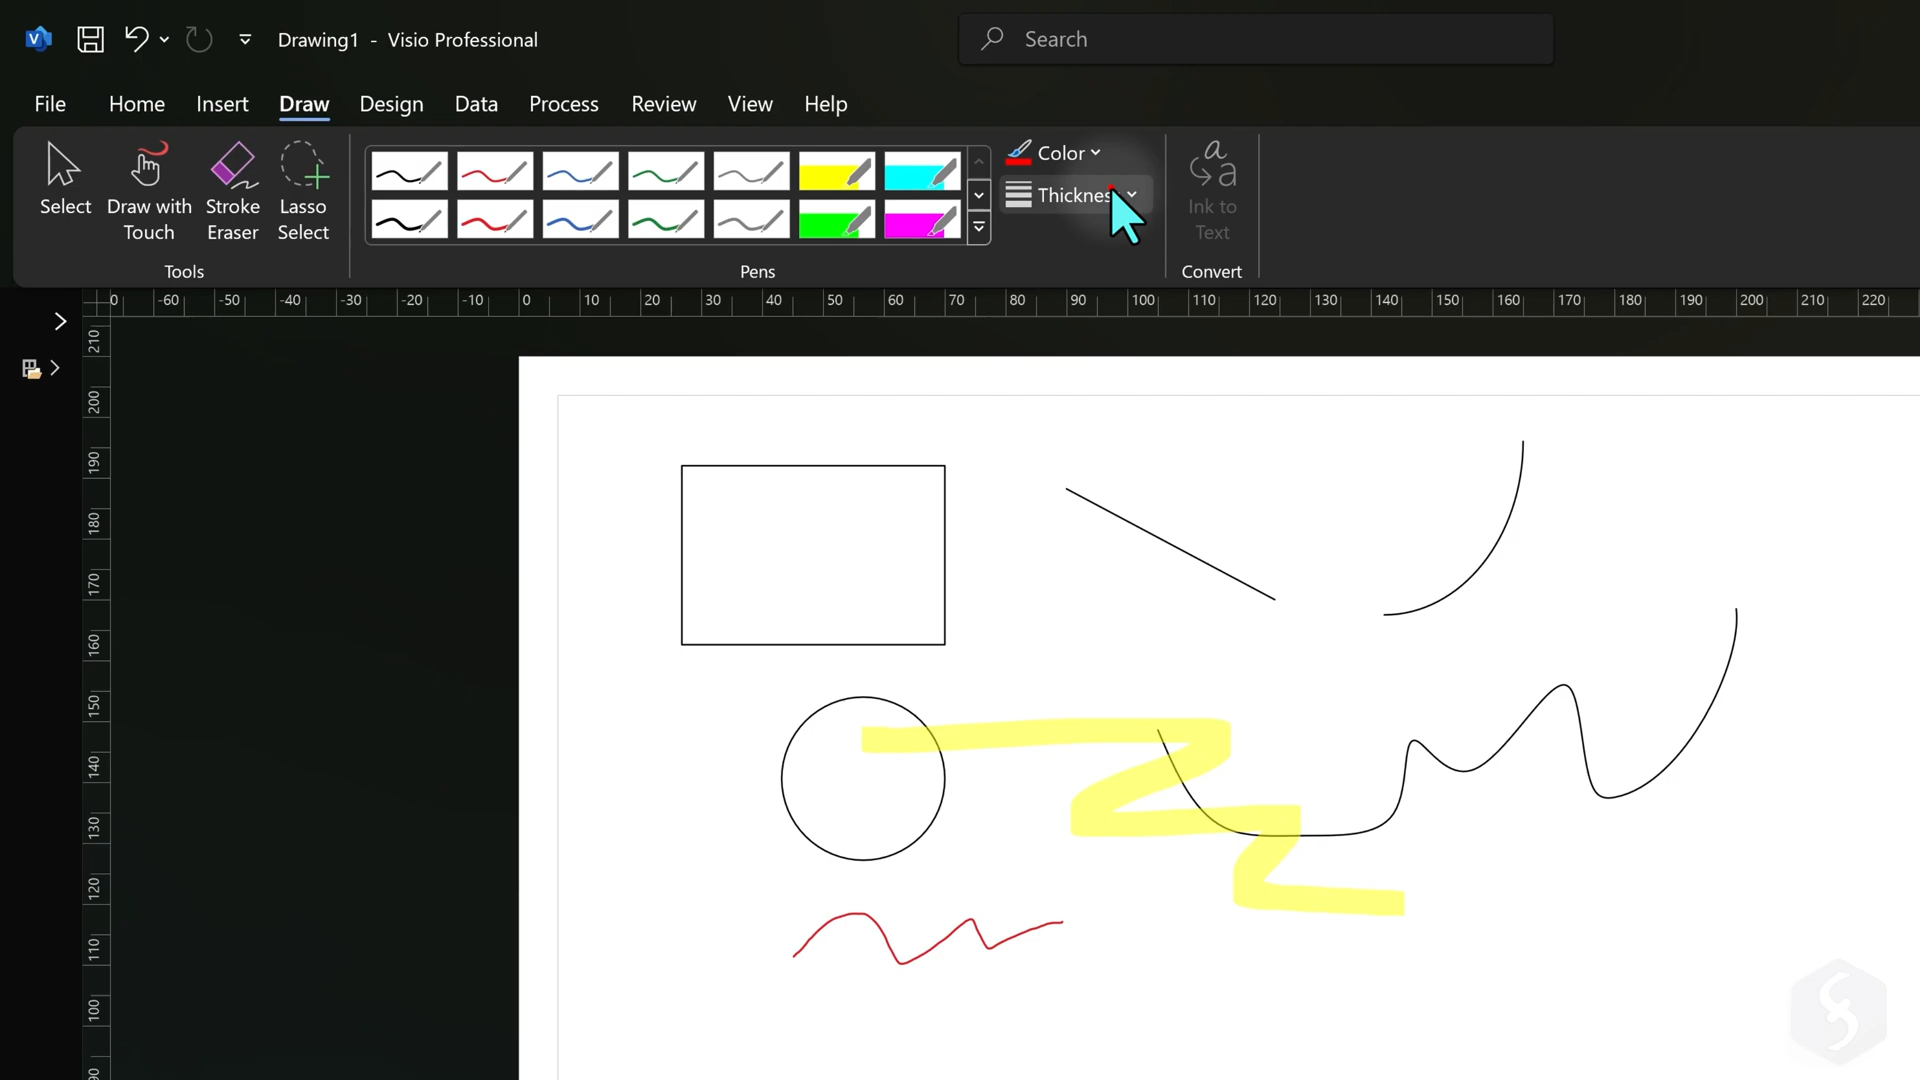 Drawing1 - Visio Professional
Search
File Home Insert Draw Design Data Process Review View Help
Select
Draw with Touch
Stroke Eraser
Lasso Select
Tools
Pens
Color
Ink to Text
Convert
0 -60 -50 -40 -30 -20 -10 0 10 20 30 40 50 60 70 80 90 100 110 120 130 140 150 160 170 180 190 200 210 220
210
200
190
180
170
160
150
140
130
120
110
100